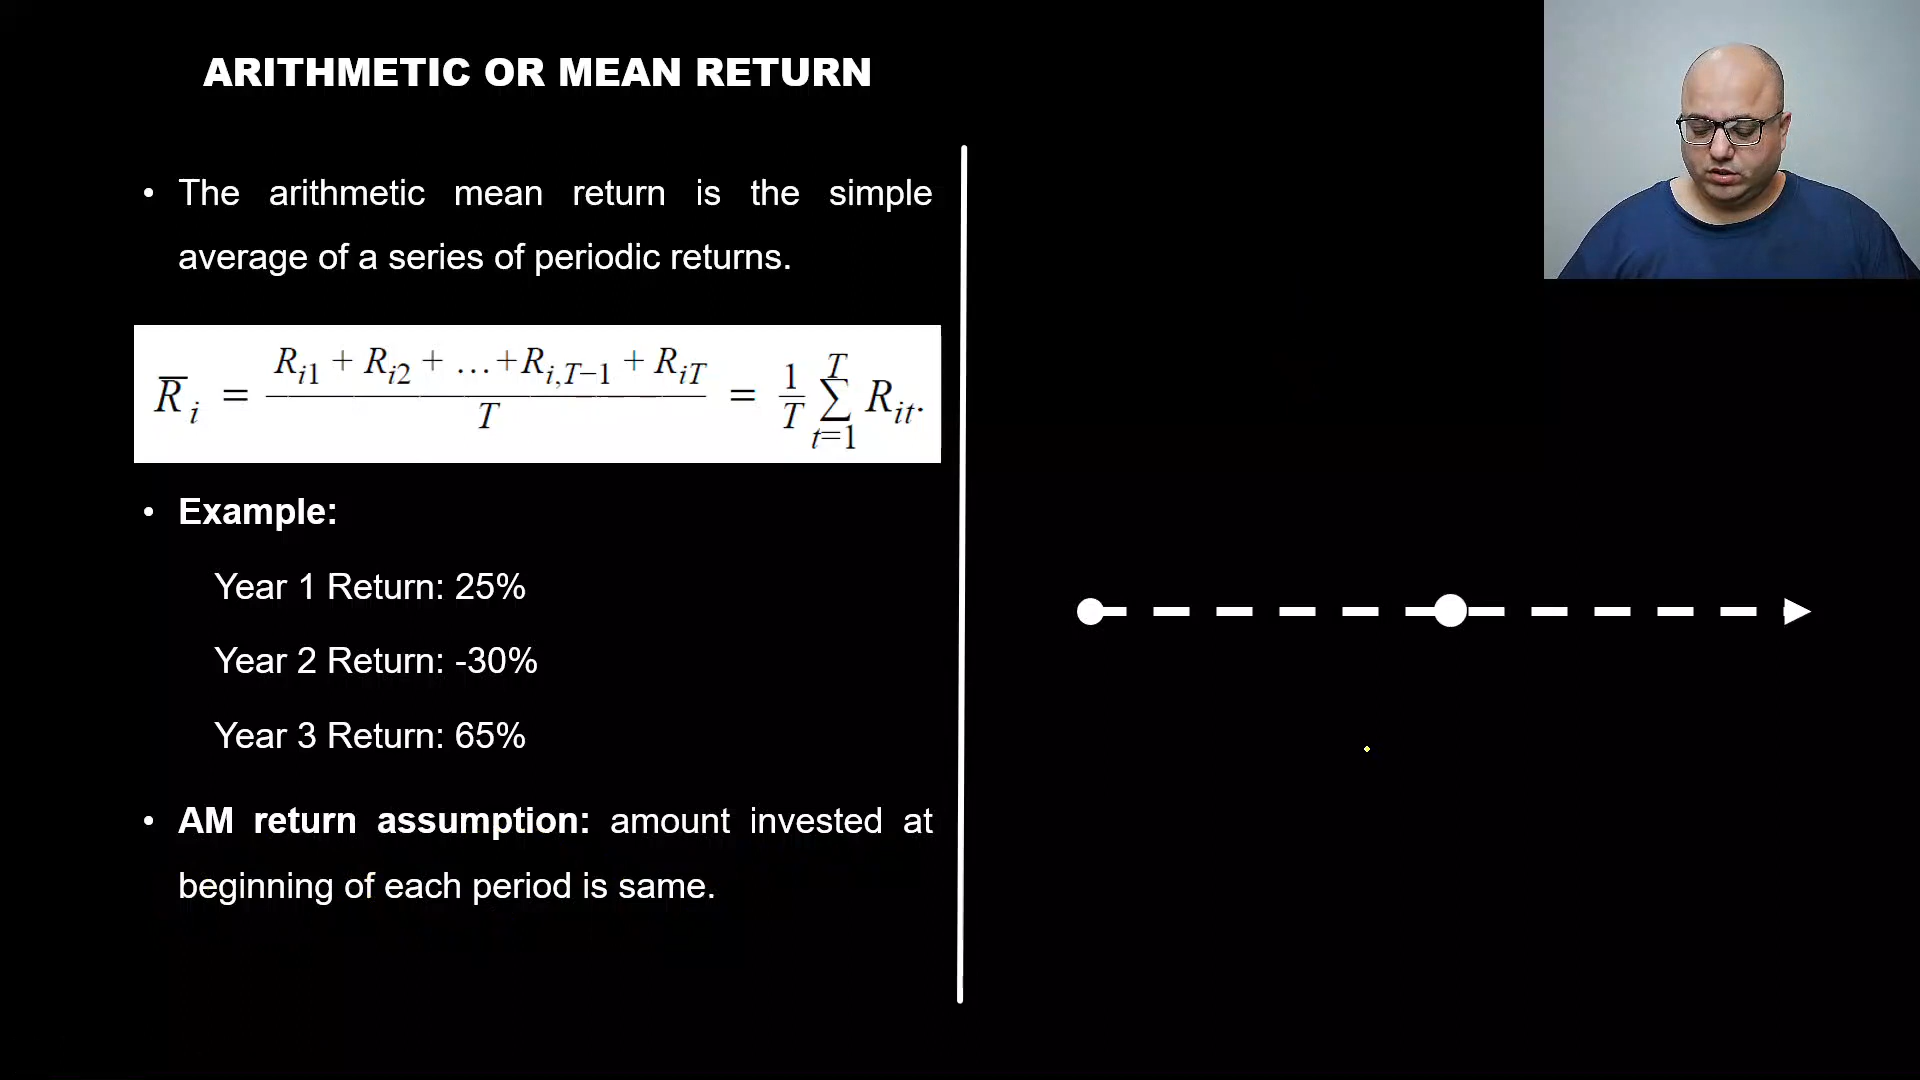 ARITHMETIC OR MEAN RETURN
• The arithmetic mean return is the simple
average of a series of periodic returns.
R̅i = (Ri1 + Ri2 + …+Ri,T−1 + RiT) / T = 1/T ∑_{t=1}^{T} Rit.
• Example:
Year 1 Return: 25%
Year 2 Return: -30%
Year 3 Return: 65%
• AM return assumption: amount invested at
beginning of each period is same.